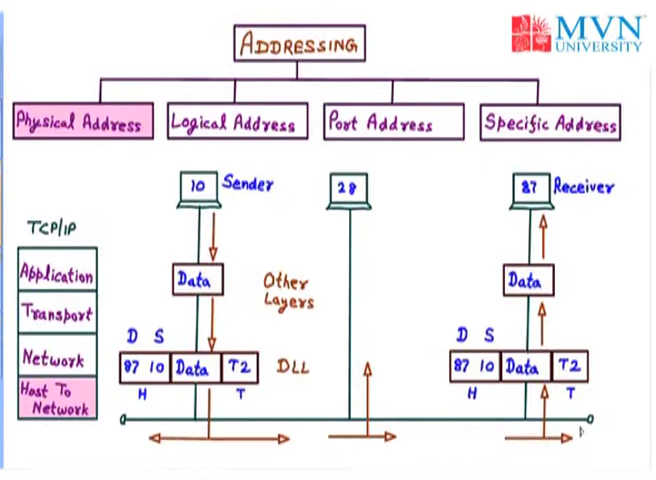 MVN
UNIVERSITY
ADDRESSING
Physical Address
Logical Address
Port Address
Specific Address
10 Sender
28
87 Receiver
TCP/IP
Application
Transport
Network
Host To
Network
Data
Other
Layers
Data
D S
87 10 Data T2
H T
DLL
D S
87 10 Data T2
H T